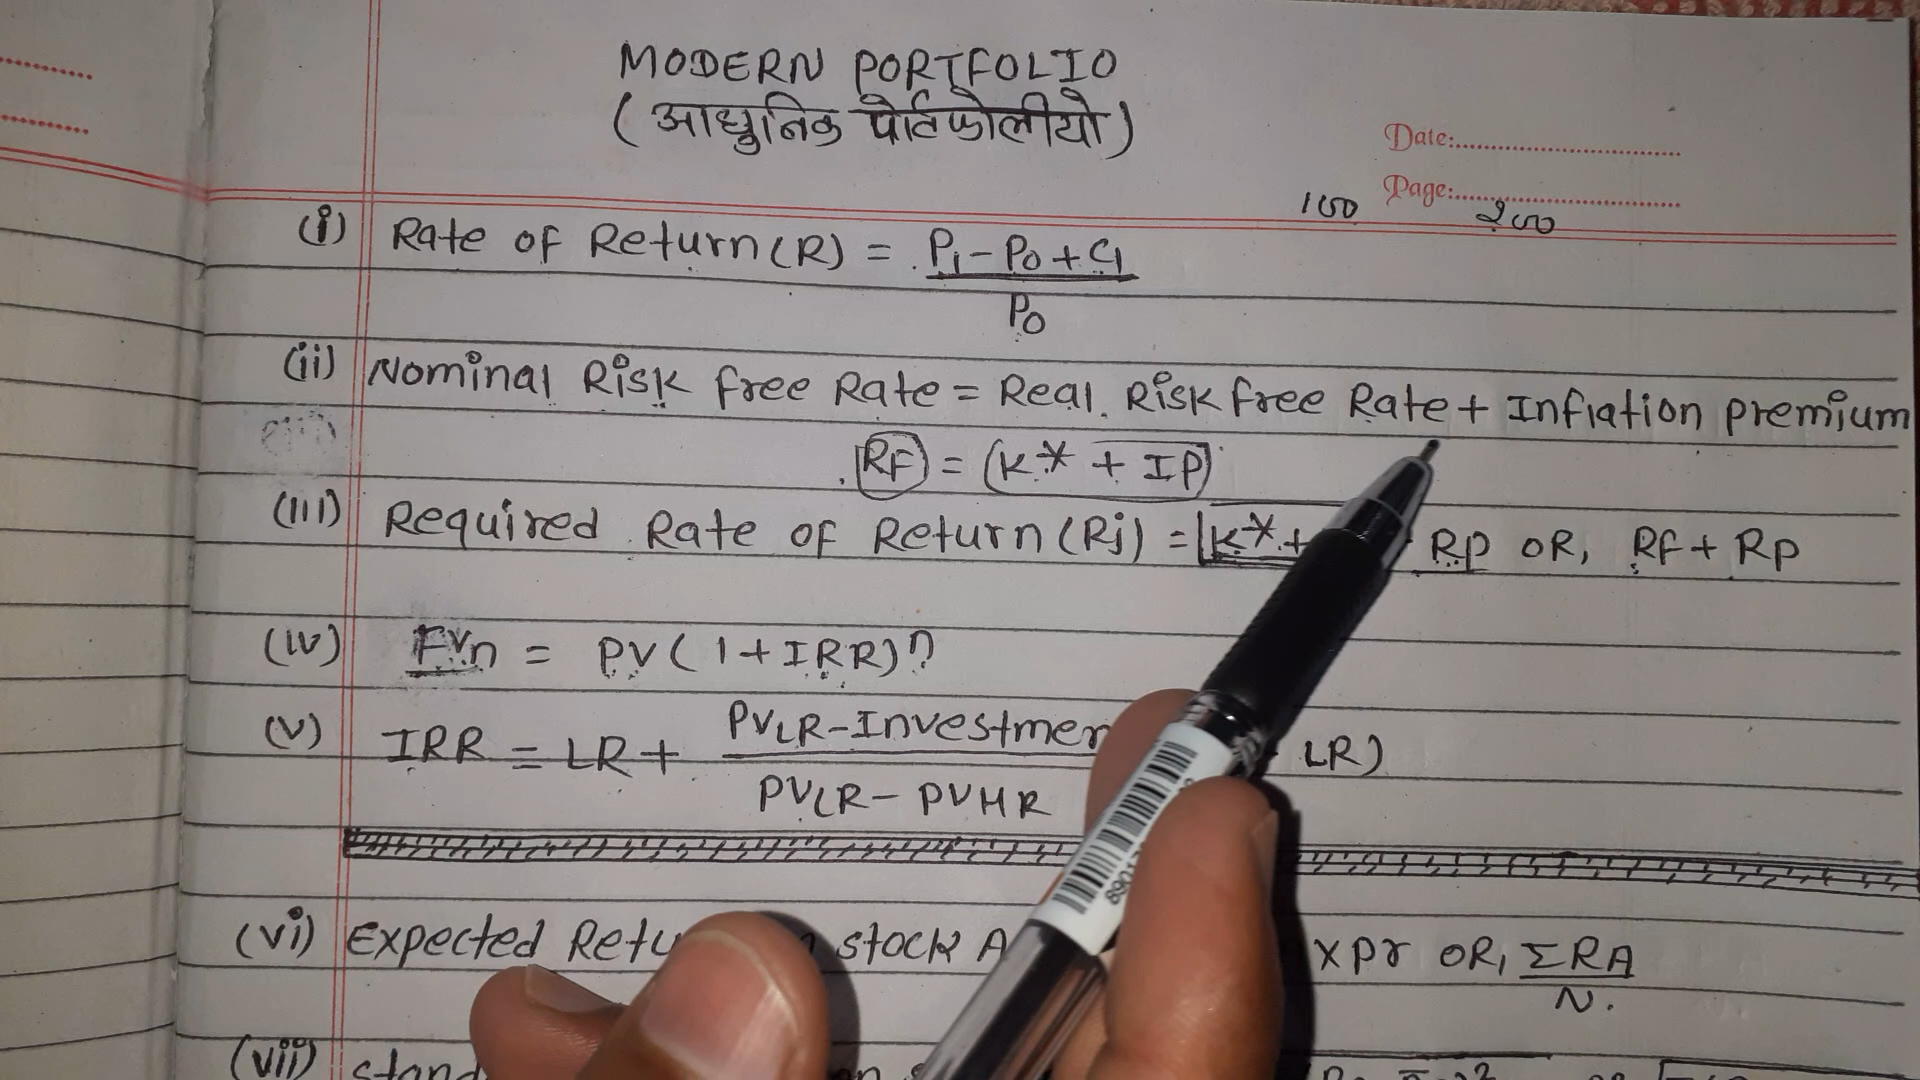 MODERN PORTFOLIO
(आधुनिक पोर्टफोलीयो)
Date:
Page:
100 200
(i) Rate of Return(R) = P1-P0+C1
P0
(ii) Nominal Risk free Rate = Real Risk free Rate + Inflation premium
RF = (K* + IP)
(iii) Required Rate of Return (Rj) = K* + RP OR, RF + RP
(iv) FVn = PV(1+IRR)n
(v) IRR = LR + PVLR-Investmen LR)
PVLR - PVHR
(vi) Expected Retu stock A x pr OR, ΣRA
N.
(vii) stand